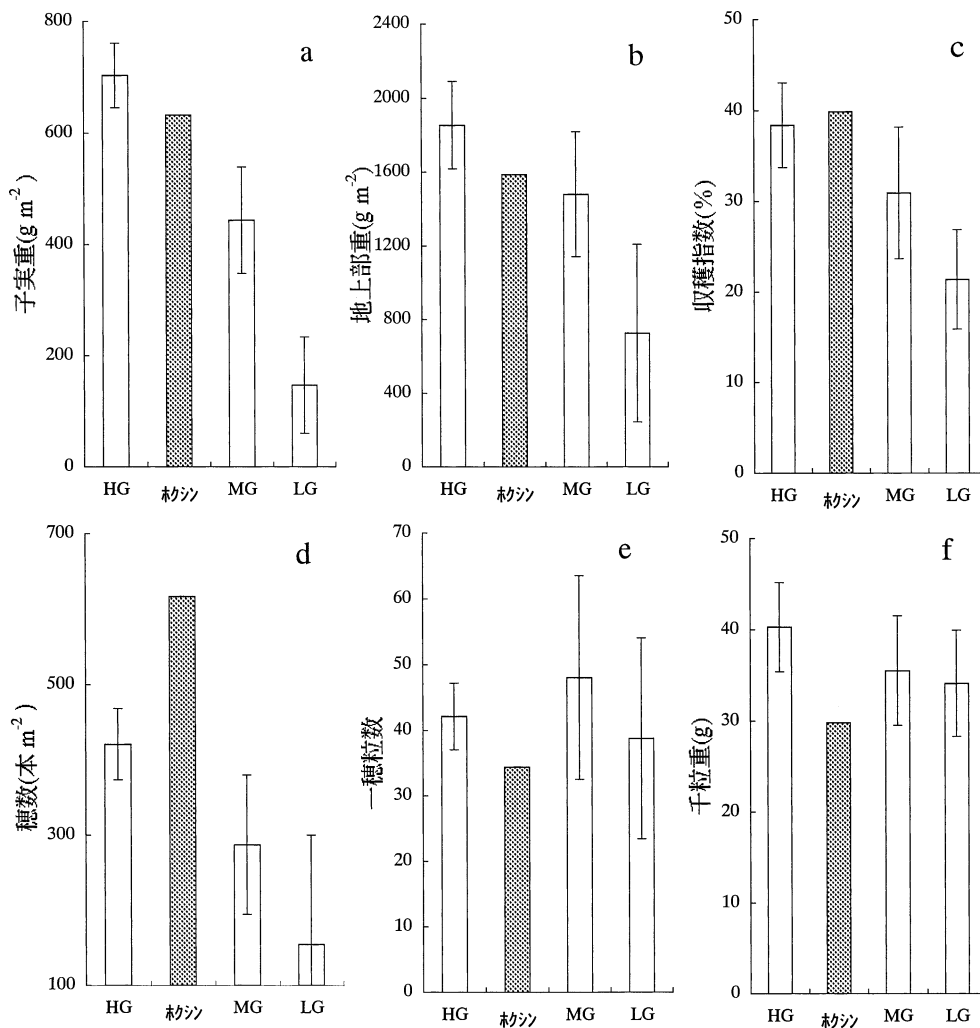 a
子実重(g m⁻²)
800
600
400
200
0
HG ホクシン MG LG
b
地上部重(g m⁻²)
2400
2000
1600
1200
800
400
0
HG ホクシン MG LG
c
収穫指数(%)
50
40
30
20
10
0
HG ホクシン MG LG
d
穂数(本 m⁻²)
700
500
300
100
HG ホクシン MG LG
e
一穂粒数
70
60
50
40
30
20
10
0
HG ホクシン MG LG
f
千粒重(g)
50
40
30
20
10
0
HG ホクシン MG LG